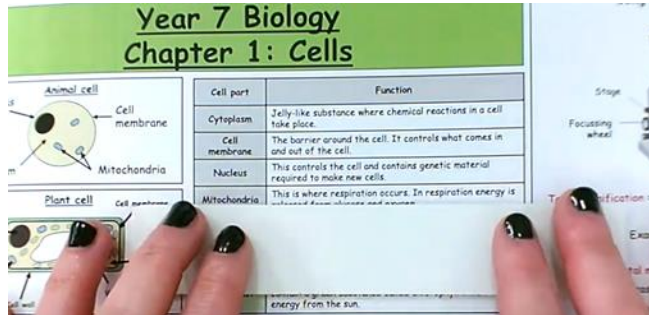 Year 7 Biology
Chapter 1: Cells
Animal cell
Cell
membrane
Mitochondria
Plant cell
Cell membrane
Cell wall
Cell part
Function
Cytoplasm
Jelly-like substance where chemical reactions in a cell
take place.
Cell
membrane
The barrier around the cell. It controls what comes in
and out of the cell.
Nucleus
This controls the cell and contains genetic material
required to make new cells.
Mitochondria
This is where respiration occurs. In respiration energy is
energy from the sun.
Stage
Focussing
wheel